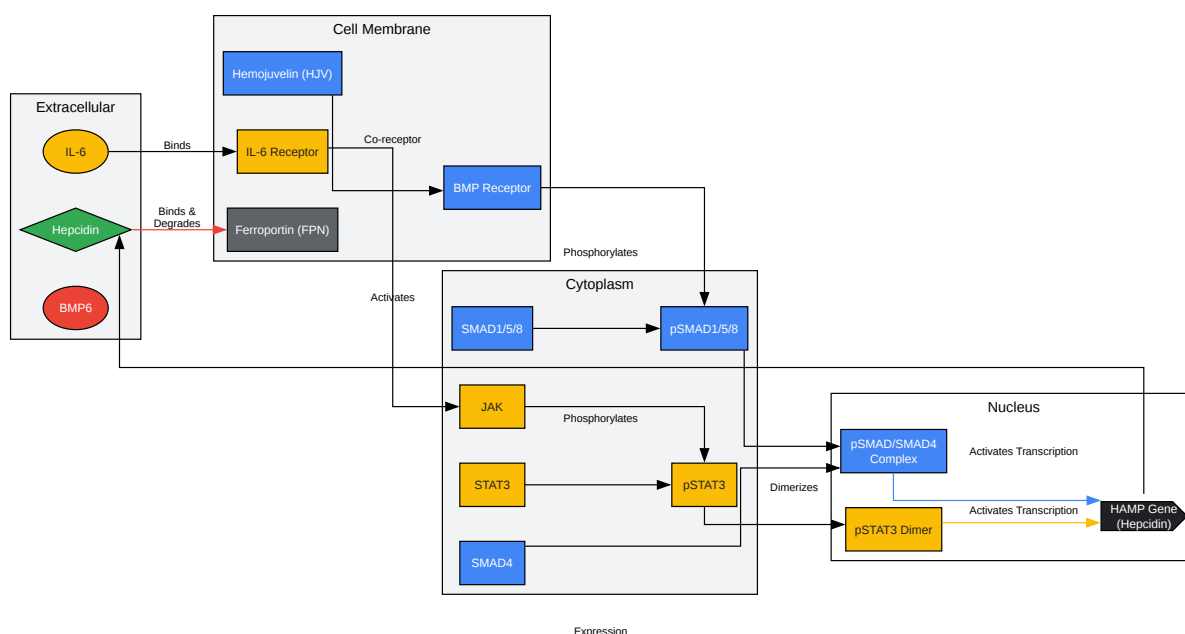 Cell Membrane
Hemojuvelin (HJV)
Extracellular
IL-6
Binds
IL-6 Receptor
Co-receptor
BMP Receptor
Hepcidin
Binds &
Degrades
Ferroportin (FPN)
Phosphorylates
Cytoplasm
Activates
BMP6
SMAD1/5/8
pSMAD1/5/8
JAK
Phosphorylates
Nucleus
pSMAD/SMAD4
Complex
Activates Transcription
STAT3
pSTAT3
Dimerizes
Activates Transcription
HAMP Gene
(Hepcidin)
pSTAT3 Dimer
SMAD4
Expression